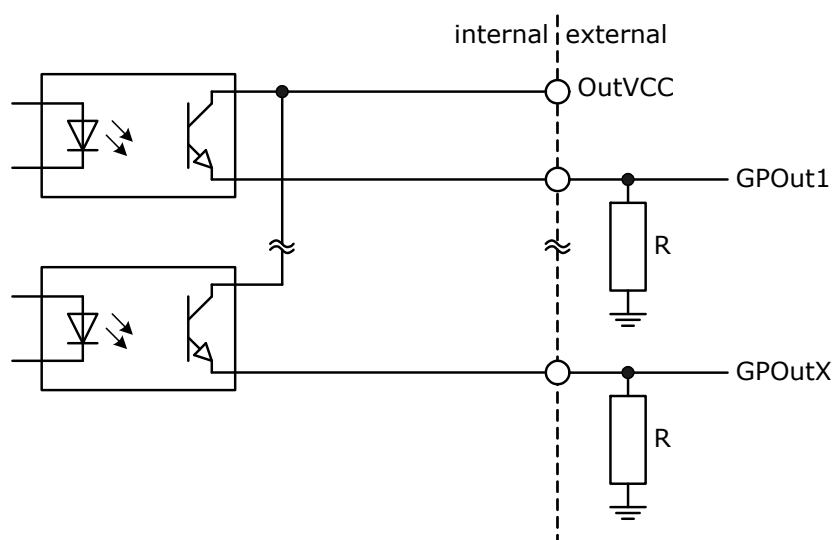 internal external
OutVCC
GPOut1
R
GPOutX
R